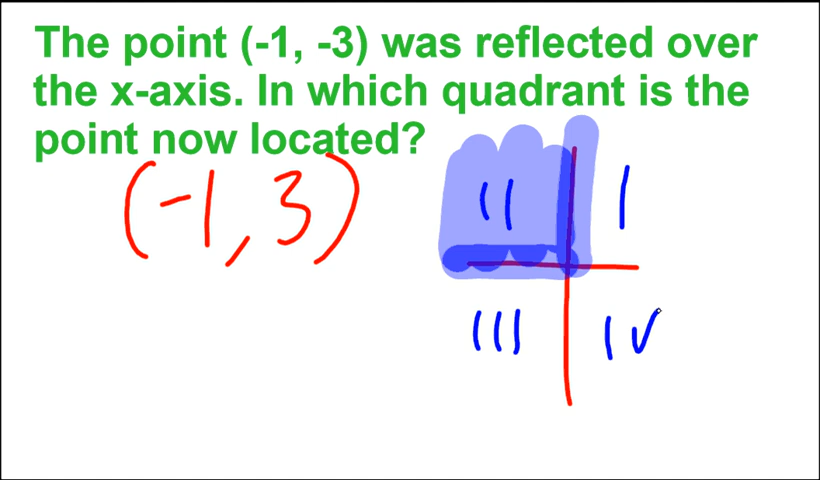 The point (-1, -3) was reflected over
the x-axis. In which quadrant is the
point now located?
(-1, 3)
II I
III IV